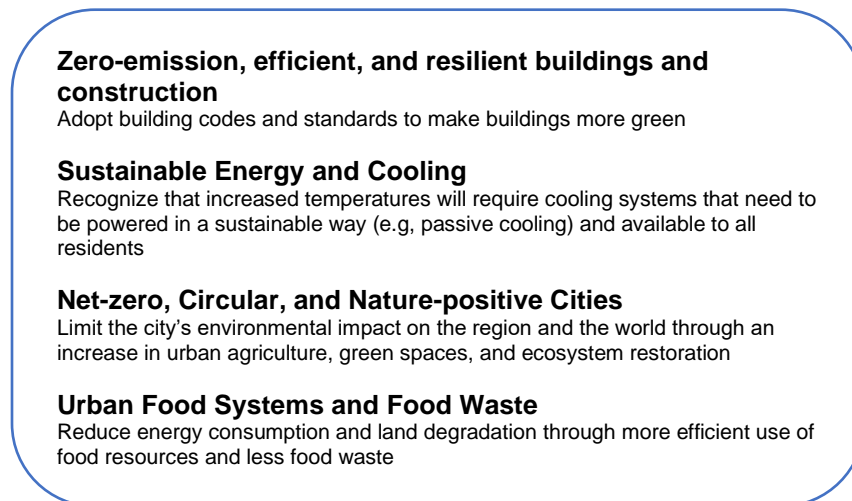 Zero-emission, efficient, and resilient buildings and
construction
Adopt building codes and standards to make buildings more green
Sustainable Energy and Cooling
Recognize that increased temperatures will require cooling systems that need to
be powered in a sustainable way (e.g, passive cooling) and available to all
residents
Net-zero, Circular, and Nature-positive Cities
Limit the city’s environmental impact on the region and the world through an
increase in urban agriculture, green spaces, and ecosystem restoration
Urban Food Systems and Food Waste
Reduce energy consumption and land degradation through more efficient use of
food resources and less food waste